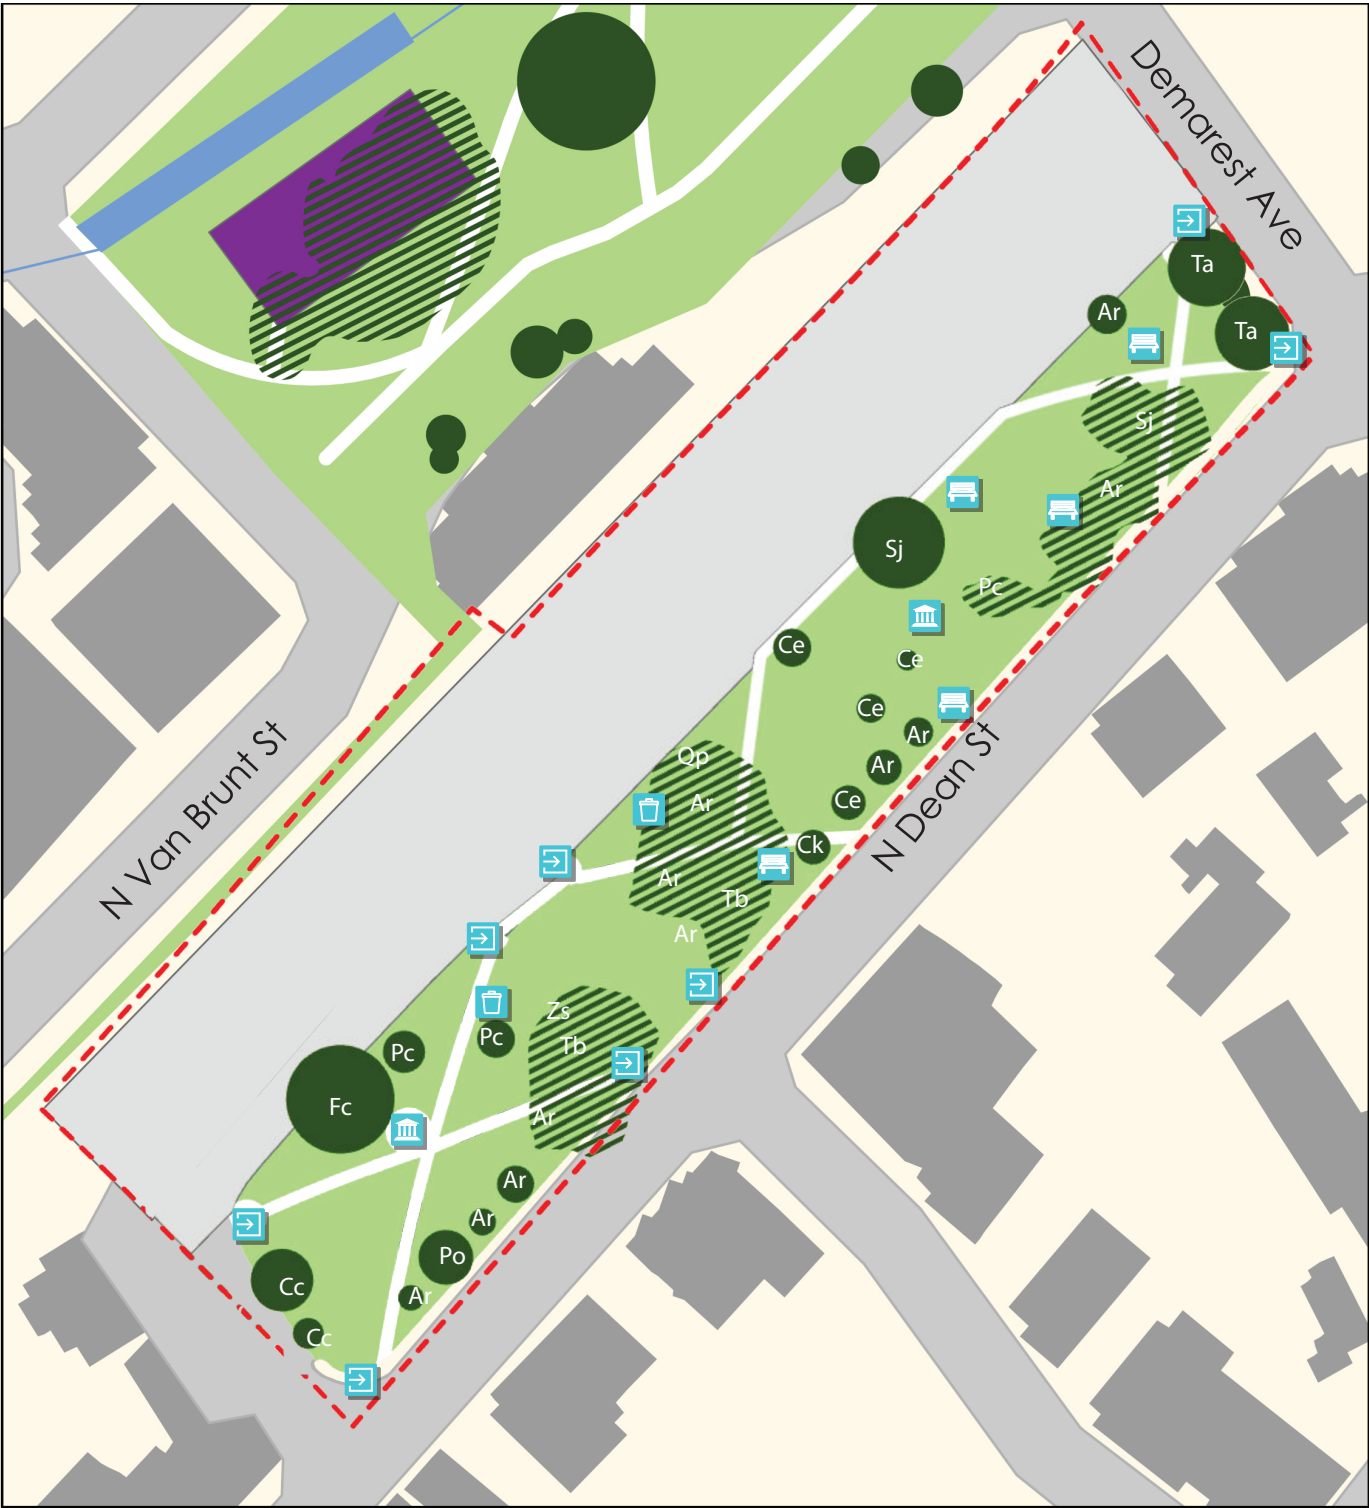 Demarest Ave
Ta
Ar
Ta
Sj
Ar
Sj
Pc
Ce
Ce
Ce
Ar
Qp
Ar
Ar
Ce
Ck
N Van Brunt St
N Dean St
Ar
Tb
Ar
Zs
Pc
Tb
Pc
Fc
Ar
Ar
Ar
Po
Cc
Ar
Cc